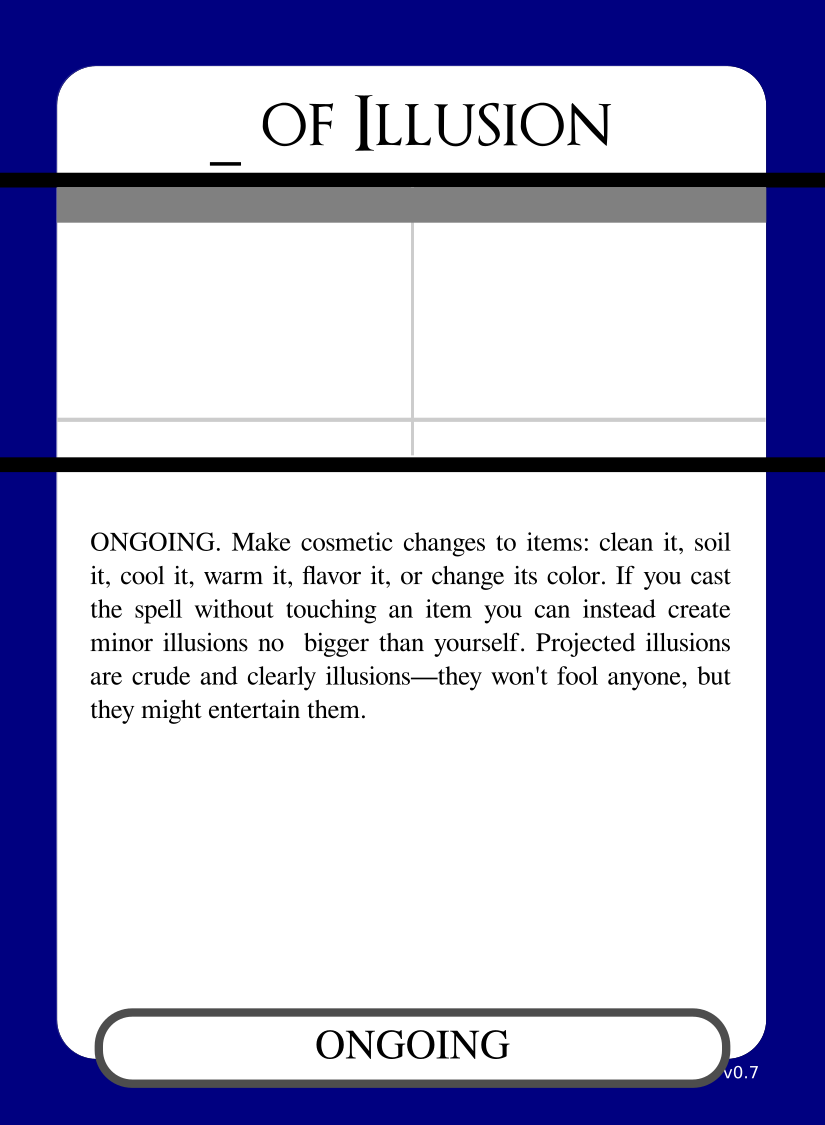 _ OF ILLUSION
ONGOING. Make cosmetic changes to items: clean it, soil
it, cool it, warm it, flavor it, or change its color. If you cast
the spell without touching an item you can instead create
minor illusions no  bigger than yourself. Projected illusions
are crude and clearly illusions—they won't fool anyone, but
they might entertain them.
ONGOING
v0.7